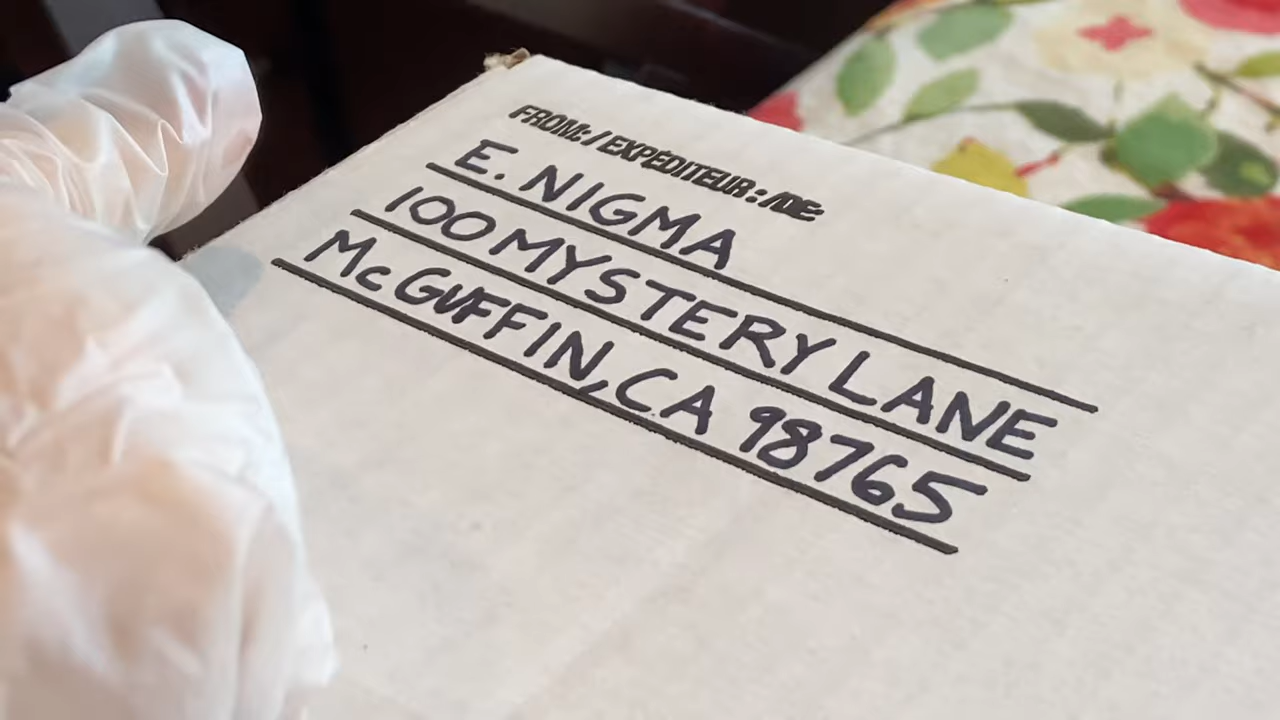 FROM: / EXPÉDITEUR : / DE:
E. NIGMA
100 MYSTERY LANE
McGUFFIN, CA 98765